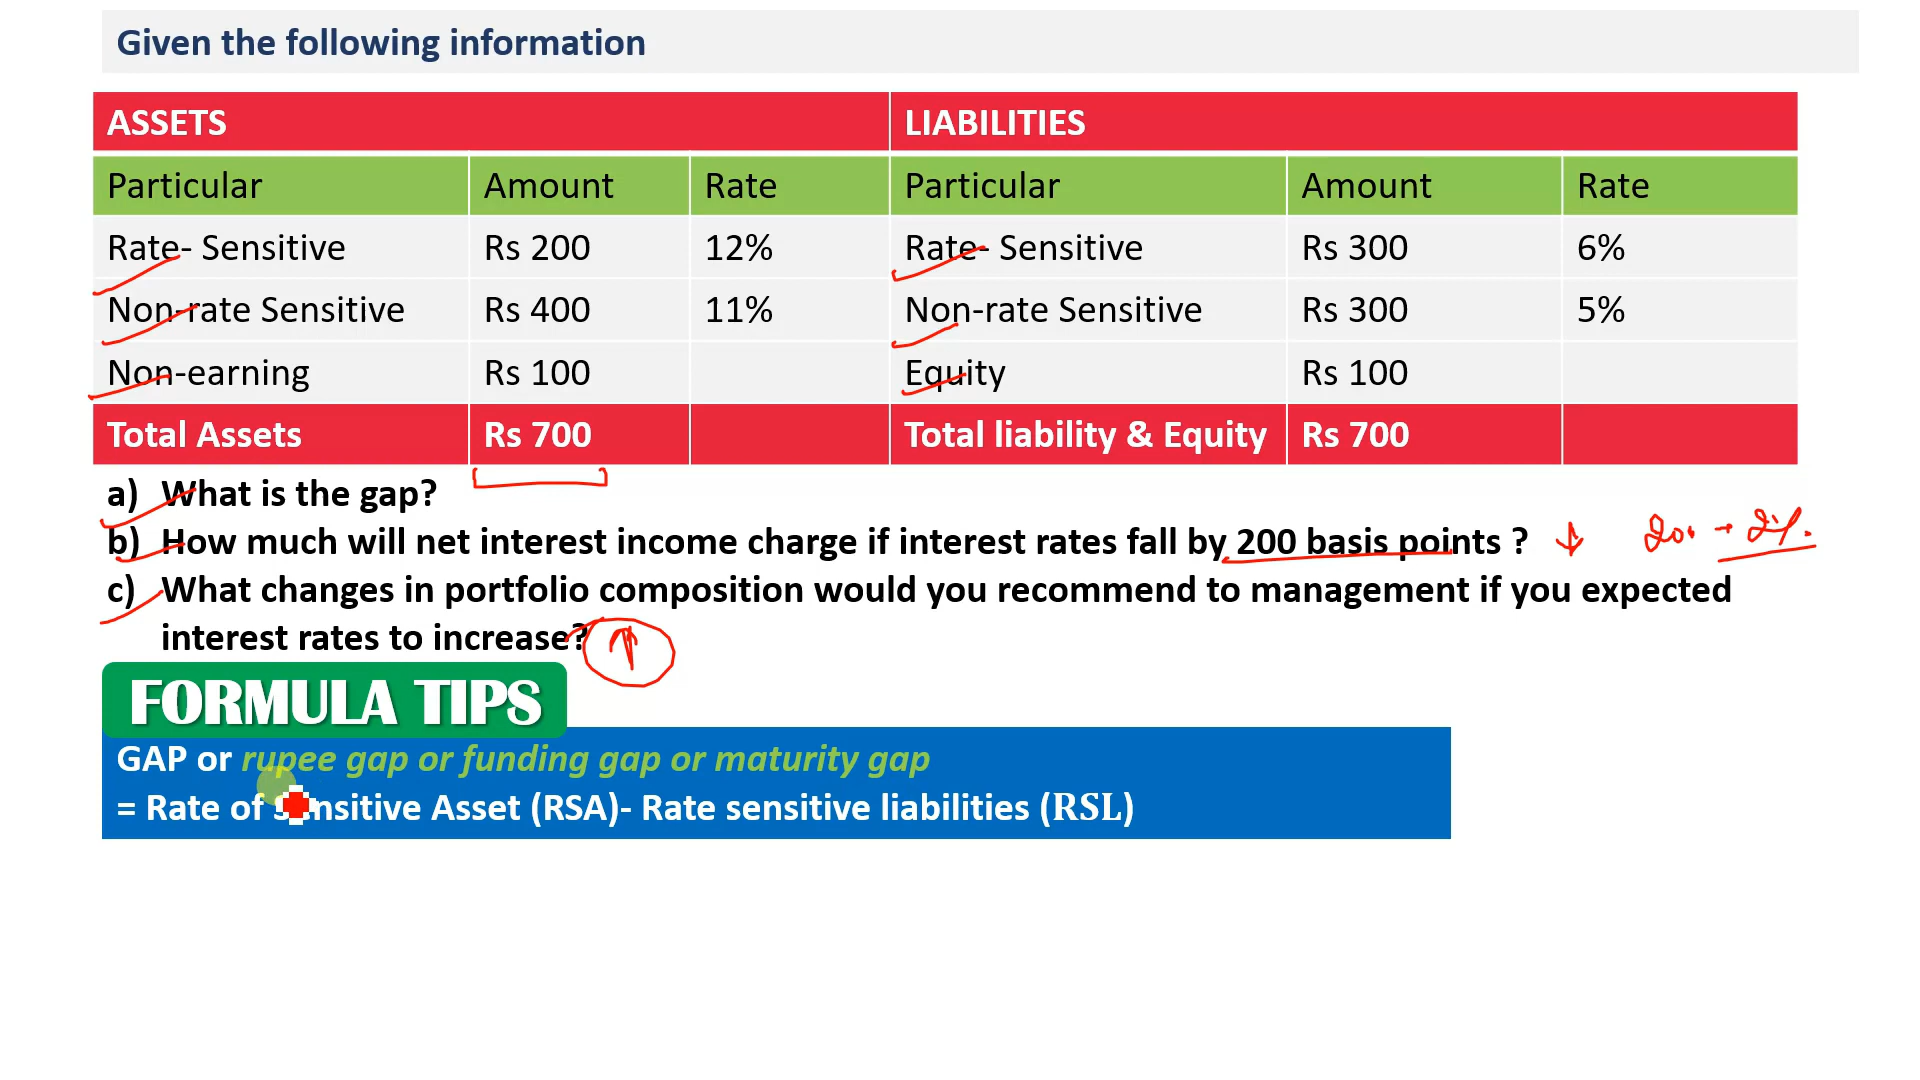 Given the following information
ASSETS LIABILITIES
Particular Amount Rate Particular Amount Rate
Rate- Sensitive Rs 200 12% Rate- Sensitive Rs 300 6%
Non-rate Sensitive Rs 400 11% Non-rate Sensitive Rs 300 5%
Non-earning Rs 100 Equity Rs 100
Total Assets Rs 700 Total liability & Equity Rs 700
a) What is the gap?
b) How much will net interest income charge if interest rates fall by 200 basis points ? ↓ 200 → 2%.
c) What changes in portfolio composition would you recommend to management if you expected
interest rates to increase? ↑
FORMULA TIPS
GAP or rupee gap or funding gap or maturity gap
= Rate of Sensitive Asset (RSA)- Rate sensitive liabilities (RSL)